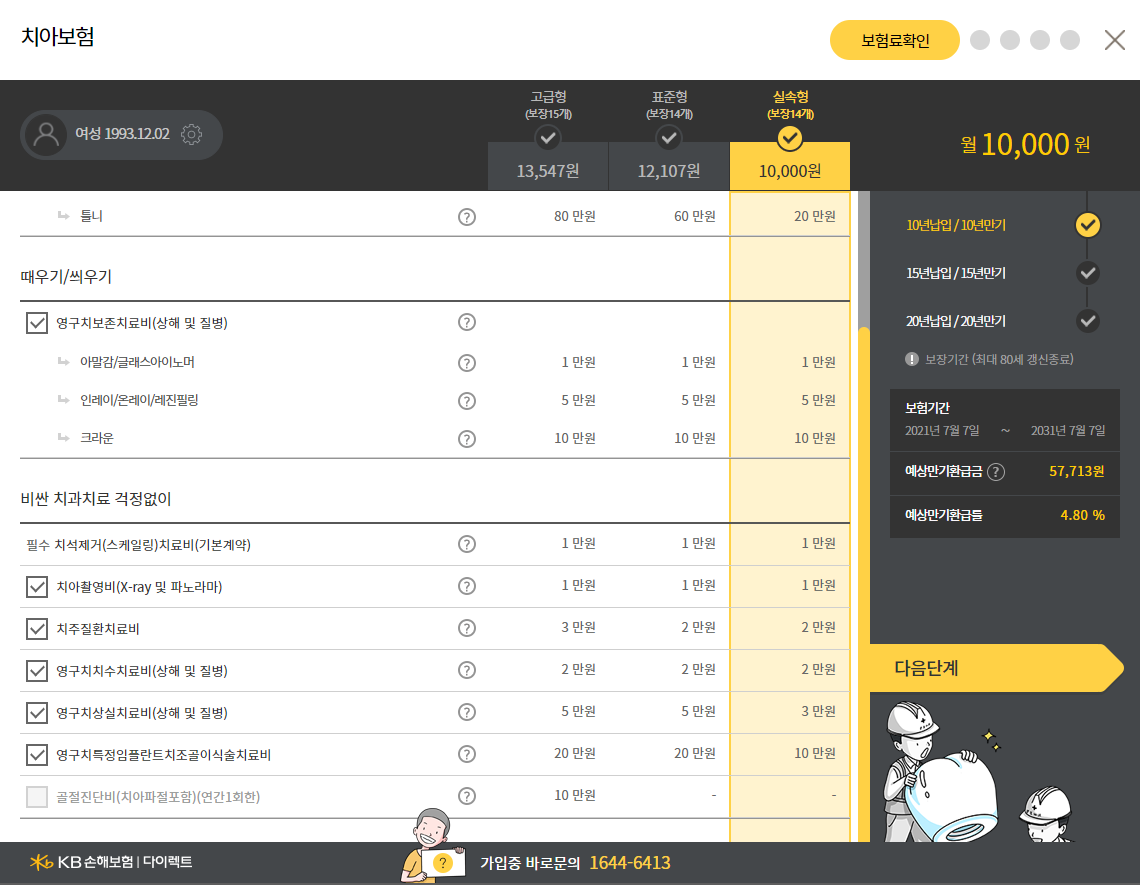 치아보험
보험료확인
고급형
(보장15개)
표준형
(보장14개)
실속형
(보장14개)
여성 1993.12.02
월 10,000 원
13,547원 12,107원 10,000원
틀니 ? 80 만원 60 만원 20 만원
10년납입 / 10년만기
15년납입 / 15년만기
20년납입 / 20년만기
! 보장기간 (최대 80세 갱신종료)
보험기간
2021년 7월 7일 ~ 2031년 7월 7일
예상만기환급금 ? 57,713원
예상만기환급률 4.80 %
때우기/씌우기
영구치보존치료비(상해 및 질병) ?
아말감/글래스아이노머 ? 1 만원 1 만원 1 만원
인레이/온레이/레진필링 ? 5 만원 5 만원 5 만원
크라운 ? 10 만원 10 만원 10 만원
비싼 치과치료 걱정없이
필수 치석제거(스케일링)치료비(기본계약) ? 1 만원 1 만원 1 만원
치아촬영비(X-ray 및 파노라마) ? 1 만원 1 만원 1 만원
치주질환치료비 ? 3 만원 2 만원 2 만원
영구치치수치료비(상해 및 질병) ? 2 만원 2 만원 2 만원
영구치상실치료비(상해 및 질병) ? 5 만원 5 만원 3 만원
영구치특정임플란트치조골이식술치료비 ? 20 만원 20 만원 10 만원
골절진단비(치아파절포함)(연간1회한) ? 10 만원 - -
다음단계
KB손해보험 | 다이렉트
?
가입중 바로문의 1644-6413